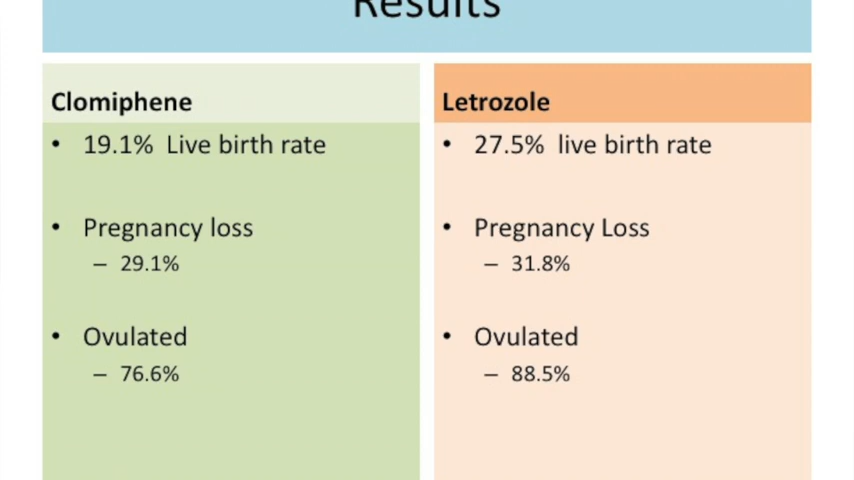 Results
Clomiphene
• 19.1% Live birth rate
• Pregnancy loss
– 29.1%
• Ovulated
– 76.6%
Letrozole
• 27.5% live birth rate
• Pregnancy Loss
– 31.8%
• Ovulated
– 88.5%